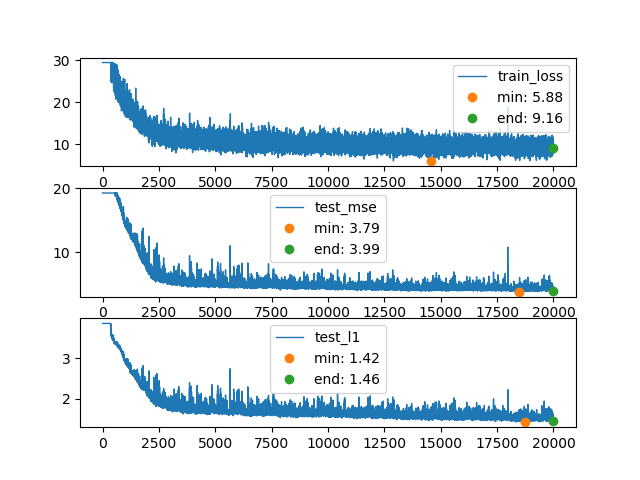 30
20
10
train_loss
min: 5.88
end: 9.16
0 2500 5000 7500 10000 12500 15000 17500 20000
20
10
test_mse
min: 3.79
end: 3.99
0 2500 5000 7500 10000 12500 15000 17500 20000
3
2
test_l1
min: 1.42
end: 1.46
0 2500 5000 7500 10000 12500 15000 17500 20000